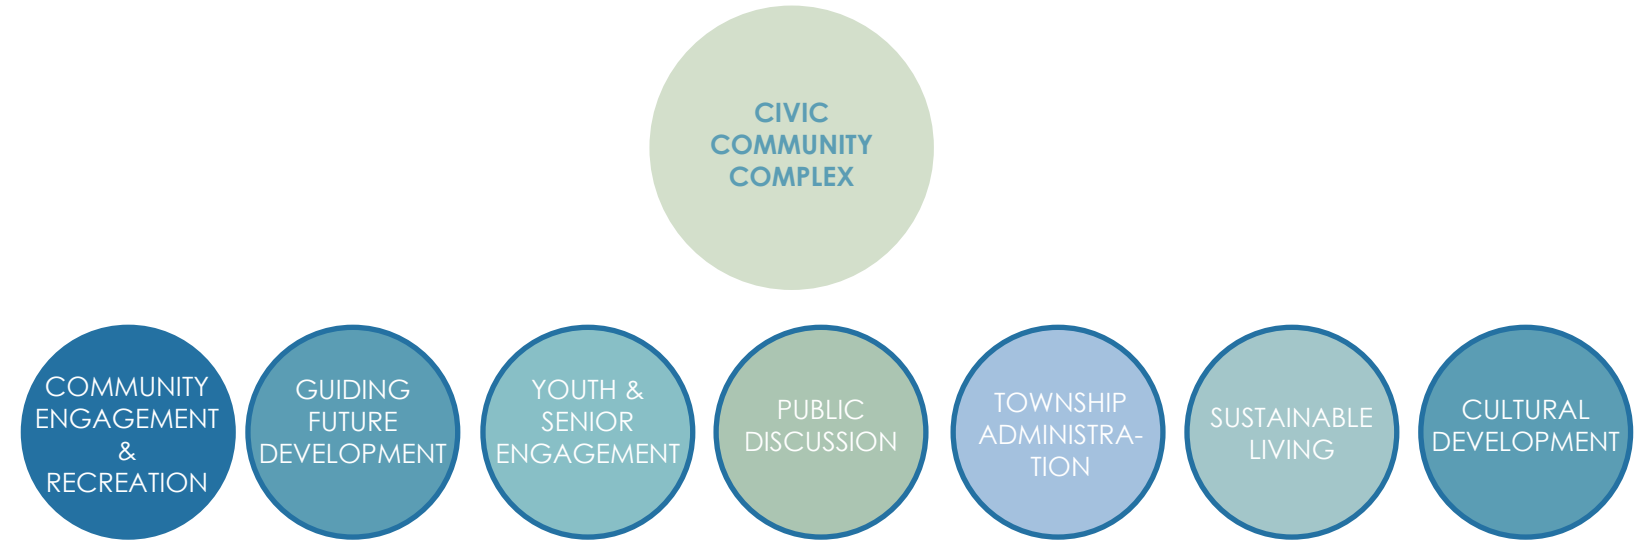 CIVIC
COMMUNITY
COMPLEX
COMMUNITY
ENGAGEMENT
&
RECREATION
GUIDING
FUTURE
DEVELOPMENT
YOUTH &
SENIOR
ENGAGEMENT
PUBLIC
DISCUSSION
TOWNSHIP
ADMINISTRA-
TION
SUSTAINABLE
LIVING
CULTURAL
DEVELOPMENT